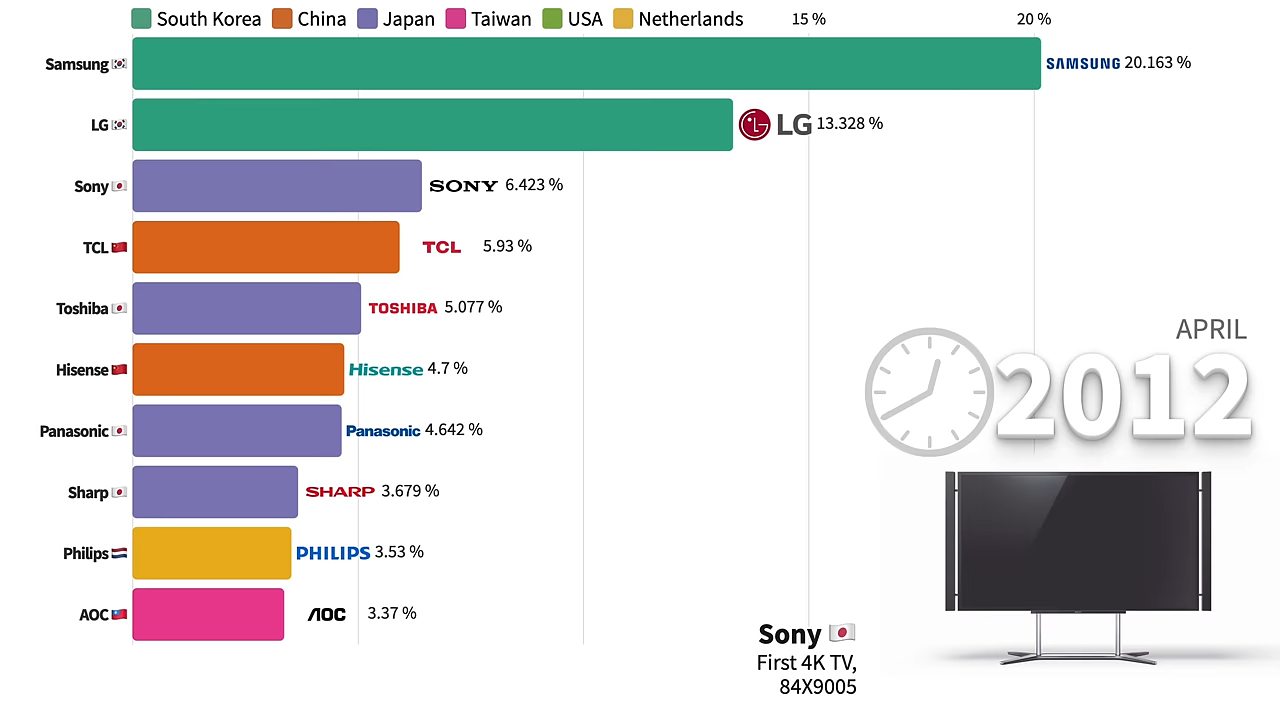 South Korea China Japan Taiwan USA Netherlands 15 % 20 %
Samsung SAMSUNG 20.163 %
LG LG 13.328 %
Sony SONY 6.423 %
TCL TCL 5.93 %
Toshiba TOSHIBA 5.077 %
Hisense Hisense 4.7 %
Panasonic Panasonic 4.642 %
Sharp SHARP 3.679 %
Philips PHILIPS 3.53 %
AOC AOC 3.37 %
APRIL
2012
Sony
First 4K TV,
84X9005